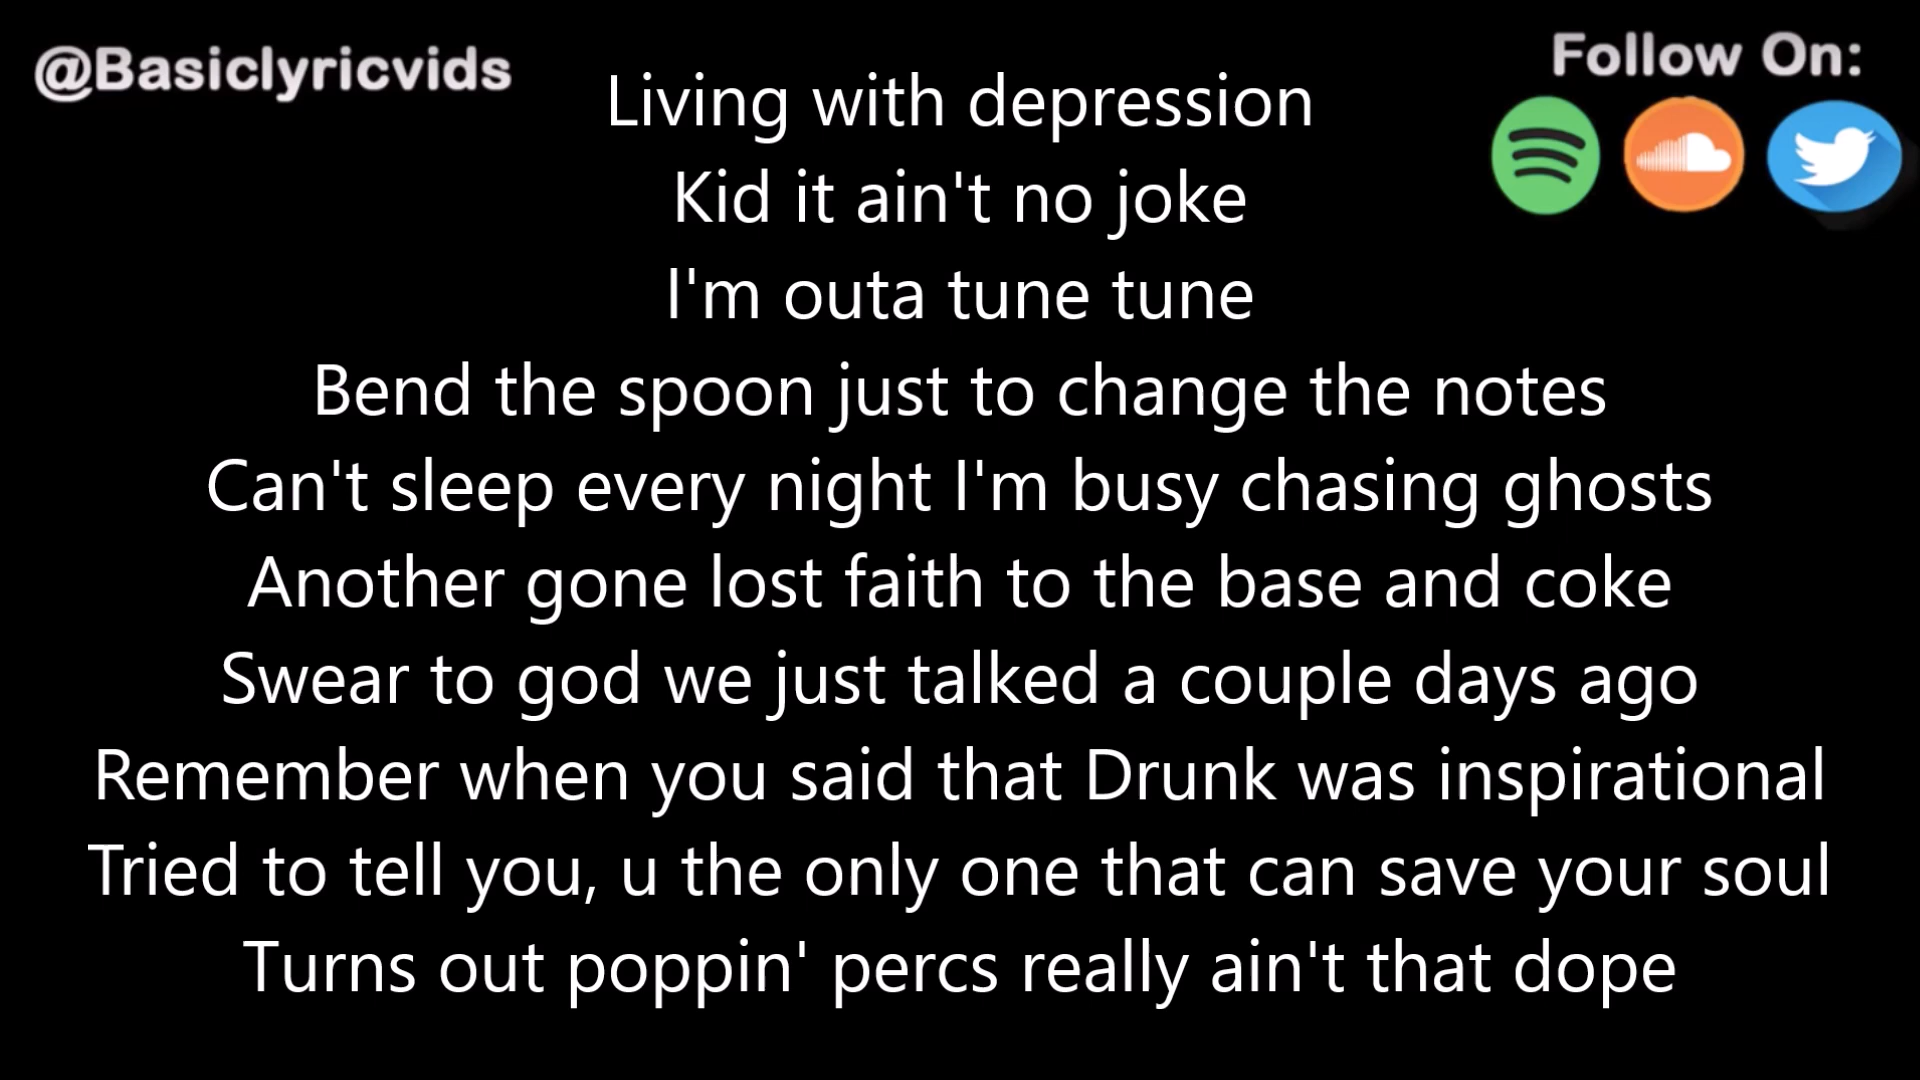 @Basiclyricvids
Follow On:
Living with depression
Kid it ain't no joke
I'm outa tune tune
Bend the spoon just to change the notes
Can't sleep every night I'm busy chasing ghosts
Another gone lost faith to the base and coke
Swear to god we just talked a couple days ago
Remember when you said that Drunk was inspirational
Tried to tell you, u the only one that can save your soul
Turns out poppin' percs really ain't that dope